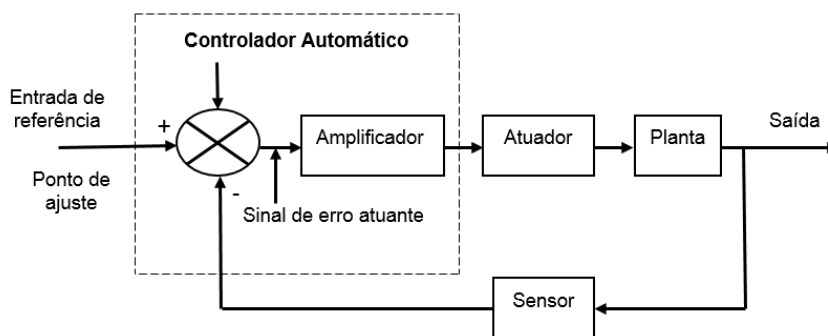 Controlador Automático
Entrada de
referência
+
Ponto de
ajuste
-
Sinal de erro atuante
Amplificador
Atuador
Planta
Saída
Sensor